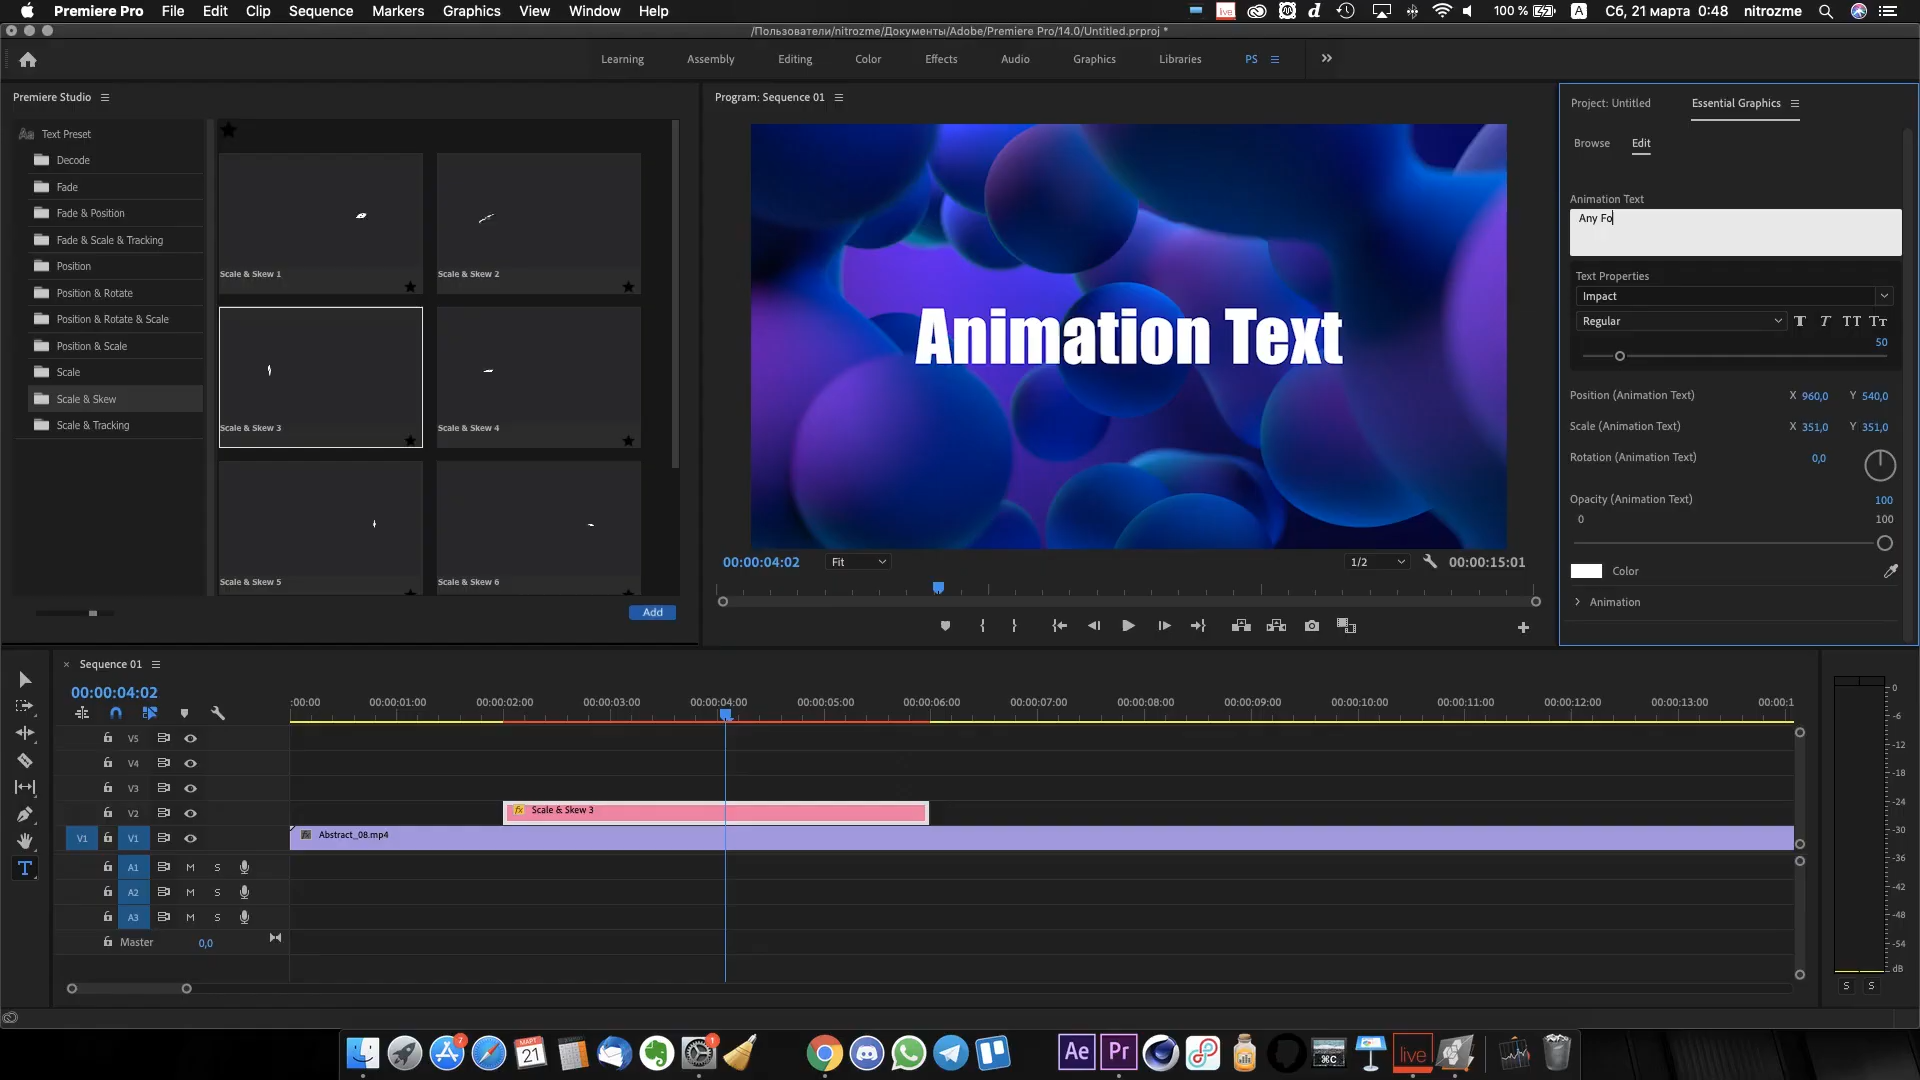 Premiere Pro File Edit Clip Sequence Markers Graphics View Window Help
live d 100 % A Сб, 21 марта 0:48 nitrozme
/Пользователи/nitrozme/Документы/Adobe/Premiere Pro/14.0/Untitled.prproj *
Learning Assembly Editing Color Effects Audio Graphics Libraries PS
Premiere Studio
Aa Text Preset
Decode
Fade
Fade & Position
Fade & Scale & Tracking
Position
Position & Rotate
Position & Rotate & Scale
Position & Scale
Scale
Scale & Skew
Scale & Tracking
Scale & Skew 1
Scale & Skew 2
Scale & Skew 3
Scale & Skew 4
Scale & Skew 5
Scale & Skew 6
Add
Program: Sequence 01
Animation Text
00:00:04:02 Fit 1/2 00:00:15:01
Project: Untitled Essential Graphics
Browse Edit
Animation Text
Any Fo
Text Properties
Impact
Regular T T TT Tт
50
Position (Animation Text) X 960,0 Y 540,0
Scale (Animation Text) X 351,0 Y 351,0
Rotation (Animation Text) 0,0
Opacity (Animation Text) 100
0 100
Color
Animation
Sequence 01
00:00:04:02
:00:00 00:00:01:00 00:00:02:00 00:00:03:00 00:00:04:00 00:00:05:00 00:00:06:00 00:00:07:00 00:00:08:00 00:00:09:00 00:00:10:00 00:00:11:00 00:00:12:00 00:00:13:00 00:00:1
V5
V4
V3
V2 fx Scale & Skew 3
V1 V1 Abstract_08.mp4
A1 M S
A2 M S
A3 M S
Master 0,0
T
0
-6
-12
-18
-24
-30
-36
-42
-48
-54
dB
S S
7 МАРТ 21 1 Ae Pr ⌘C live